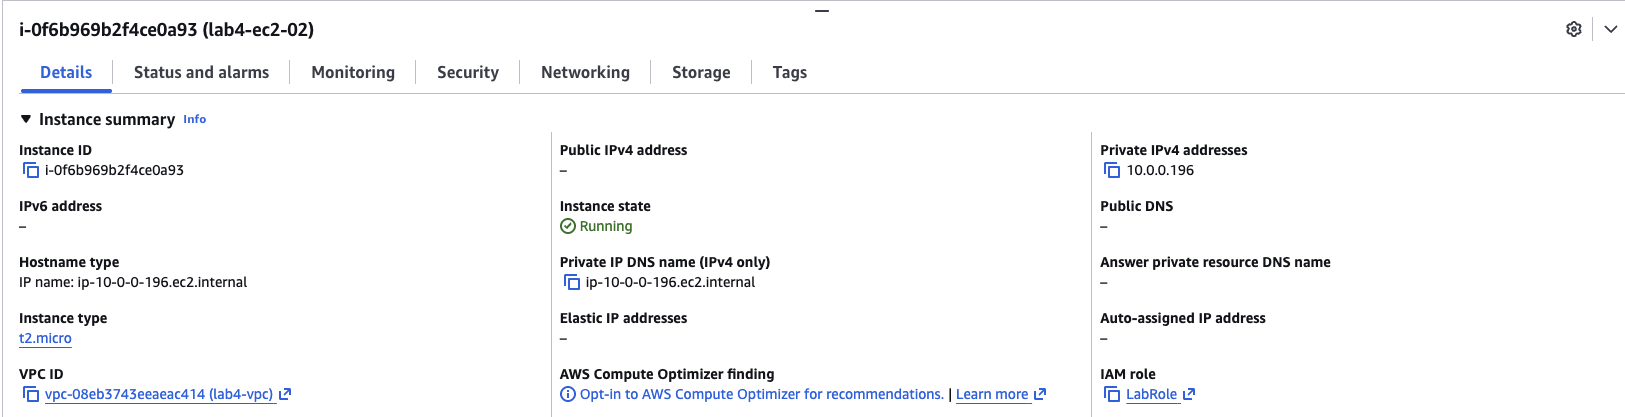 i-0f6b969b2f4ce0a93 (lab4-ec2-02)
Details
Status and alarms
Monitoring
Security
Networking
Storage
Tags
Instance summary Info
Instance ID
i-0f6b969b2f4ce0a93
Public IPv4 address
–
Private IPv4 addresses
10.0.0.196
IPv6 address
–
Instance state
Running
Public DNS
–
Hostname type
IP name: ip-10-0-0-196.ec2.internal
Private IP DNS name (IPv4 only)
ip-10-0-0-196.ec2.internal
Answer private resource DNS name
–
Instance type
t2.micro
Elastic IP addresses
–
Auto-assigned IP address
–
VPC ID
vpc-08eb3743eeaeac414 (lab4-vpc)
AWS Compute Optimizer finding
Opt-in to AWS Compute Optimizer for recommendations. | Learn more
IAM role
LabRole